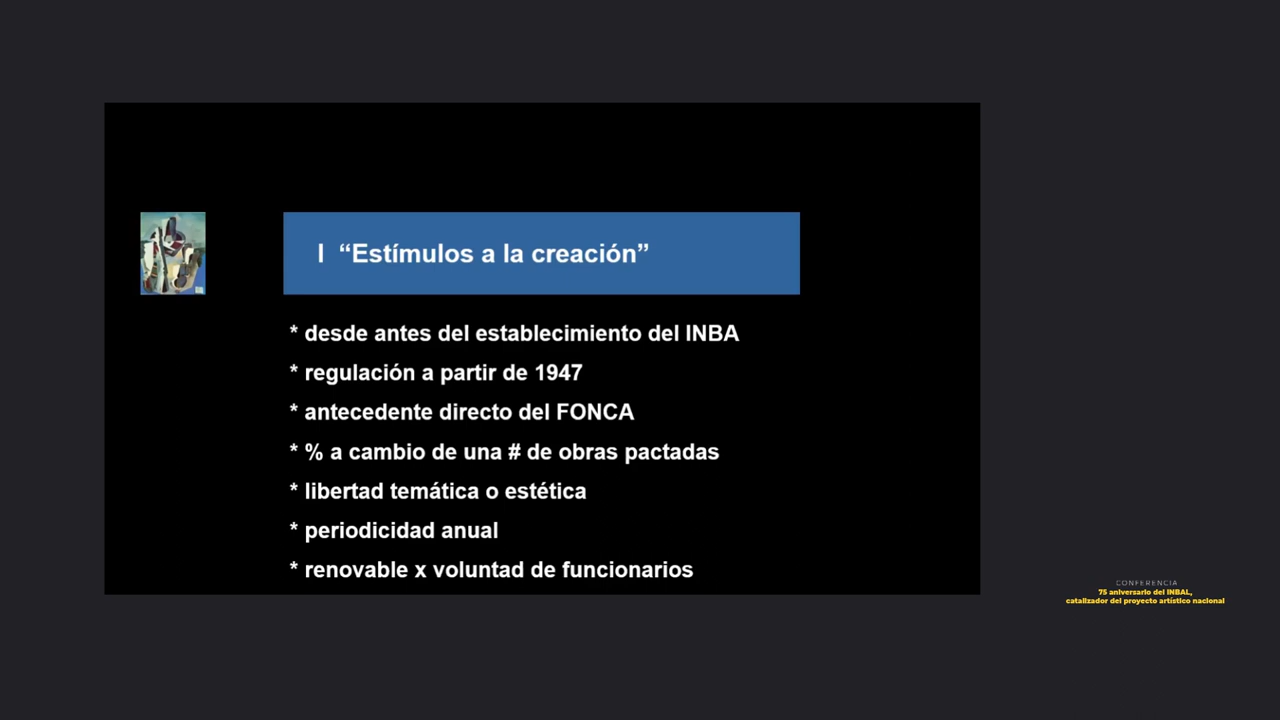 I “Estímulos a la creación”
* desde antes del establecimiento del INBA
* regulación a partir de 1947
* antecedente directo del FONCA
* % a cambio de una # de obras pactadas
* libertad temática o estética
* periodicidad anual
* renovable x voluntad de funcionarios
CONFERENCIA
75 aniversario del INBAL,
catalizador del proyecto artístico nacional